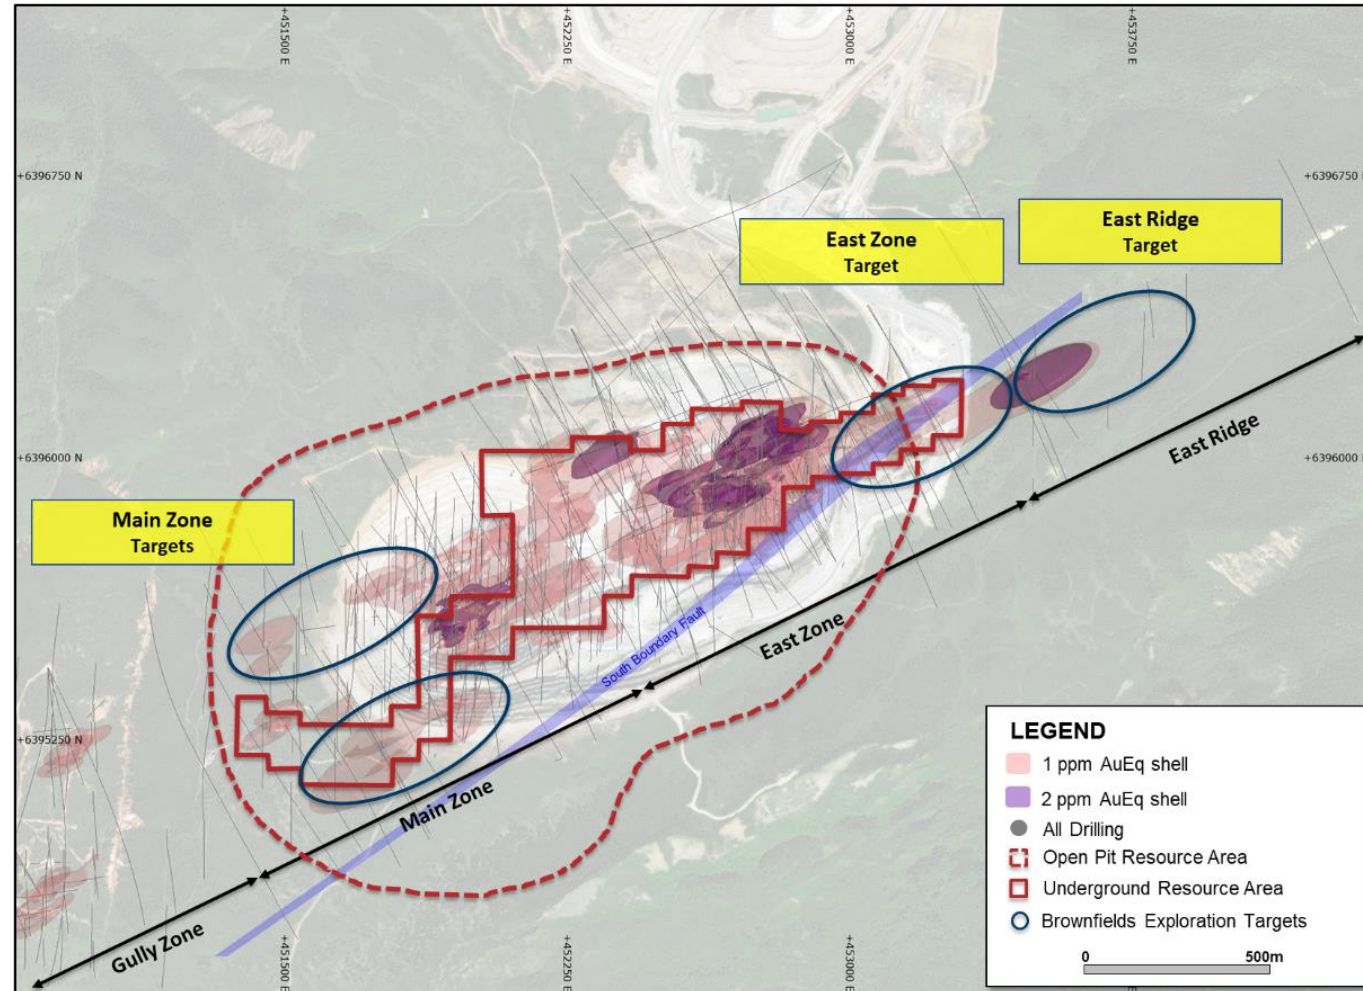 +451500 E
+452250 E
+453000 E
+453750 E
+6396750 N
+6396750 N
East Zone
Target
East Ridge
Target
+6396000 N
+6396000 N
Main Zone
Targets
East Ridge
South Boundary Fault
East Zone
+6395250 N
Main Zone
Gully Zone
+451500 E
+452250 E
+453000 E
LEGEND
1 ppm AuEq shell
2 ppm AuEq shell
All Drilling
Open Pit Resource Area
Underground Resource Area
Brownfields Exploration Targets
0 500m